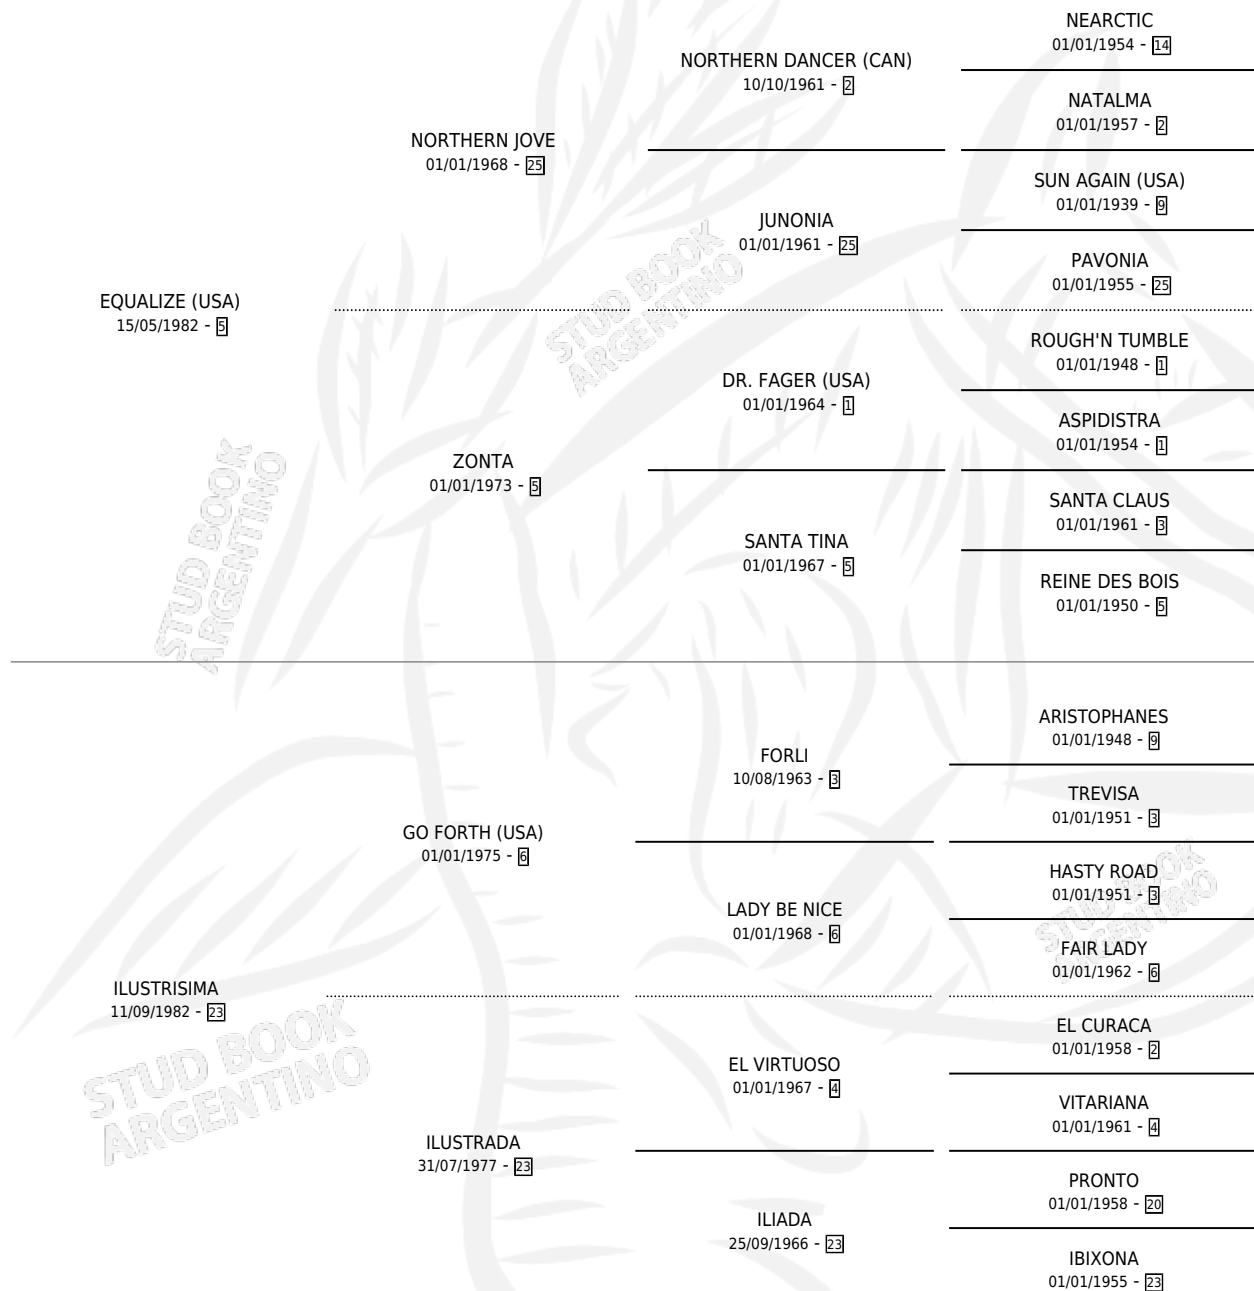 NEARCTIC
01/01/1954 - 14
NORTHERN DANCER (CAN)
10/10/1961 - 2
NATALMA
01/01/1957 - 2
NORTHERN JOVE
01/01/1968 - 25
SUN AGAIN (USA)
01/01/1939 - 9
JUNONIA
01/01/1961 - 25
PAVONIA
01/01/1955 - 25
EQUALIZE (USA)
15/05/1982 - 5
ROUGH'N TUMBLE
01/01/1948 - 1
DR. FAGER (USA)
01/01/1964 - 1
ASPIDISTRA
01/01/1954 - 1
ZONTA
01/01/1973 - 5
SANTA CLAUS
01/01/1961 - 3
SANTA TINA
01/01/1967 - 5
REINE DES BOIS
01/01/1950 - 5
ARISTOPHANES
01/01/1948 - 9
FORLI
10/08/1963 - 3
TREVISA
01/01/1951 - 3
GO FORTH (USA)
01/01/1975 - 6
HASTY ROAD
01/01/1951 - 3
LADY BE NICE
01/01/1968 - 6
FAIR LADY
01/01/1962 - 6
ILUSTRISIMA
11/09/1982 - 23
EL CURACA
01/01/1958 - 2
EL VIRTUOSO
01/01/1967 - 4
VITARIANA
01/01/1961 - 4
ILUSTRADA
31/07/1977 - 23
PRONTO
01/01/1958 - 20
ILIADA
25/09/1966 - 23
IBIXONA
01/01/1955 - 23
STUD BOOK
ARGENTINO
STUD BOOK
ARGENTINO
STUD BOOK
ARGENTINO
STUD BOOK
ARGENTINO